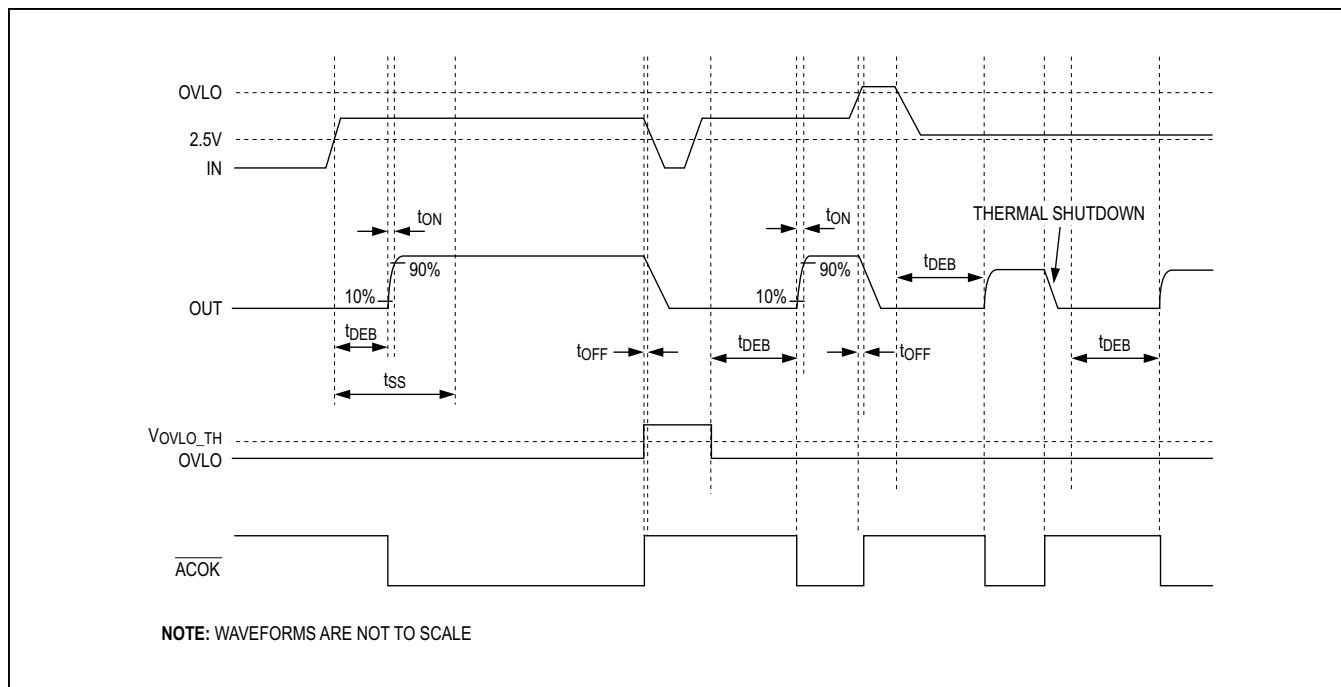 OVLO
2.5V
IN
tON
tON
THERMAL SHUTDOWN
90%
90%
tDEB
10%
10%
OUT
tDEB
tOFF
tDEB
tOFF
tDEB
tSS
VOVLO_TH
OVLO
ACOK
NOTE: WAVEFORMS ARE NOT TO SCALE